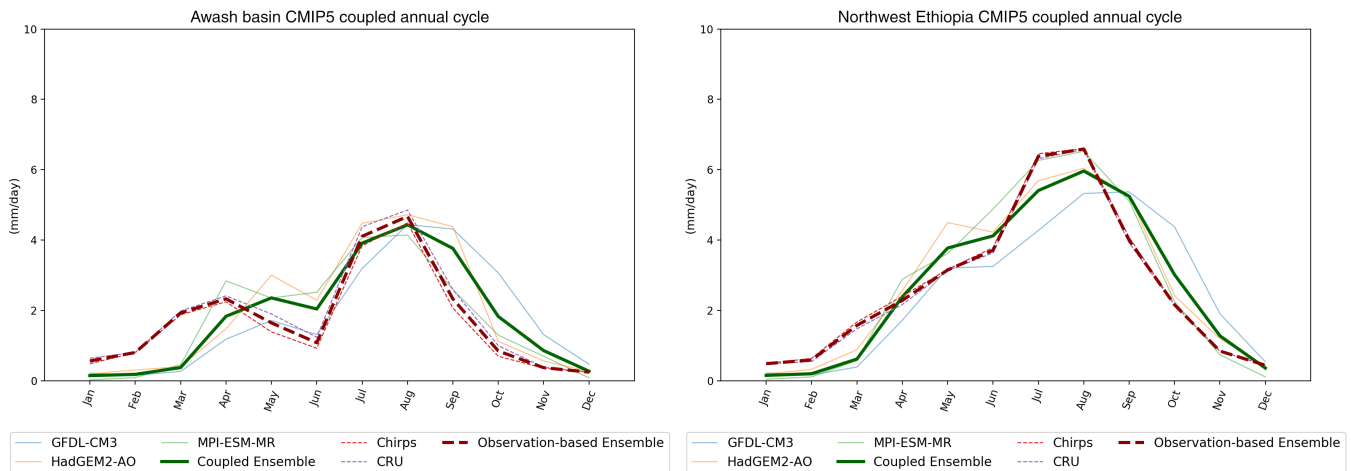 Awash basin CMIP5 coupled annual cycle
10
8
6
4
2
0
(mm/day)
Jan Feb Mar Apr May Jun Jul Aug Sep Oct Nov Dec
GFDL-CM3 MPI-ESM-MR Chirps Observation-based Ensemble
HadGEM2-AO Coupled Ensemble CRU
Northwest Ethiopia CMIP5 coupled annual cycle
10
8
6
4
2
0
(mm/day)
Jan Feb Mar Apr May Jun Jul Aug Sep Oct Nov Dec
GFDL-CM3 MPI-ESM-MR Chirps Observation-based Ensemble
HadGEM2-AO Coupled Ensemble CRU